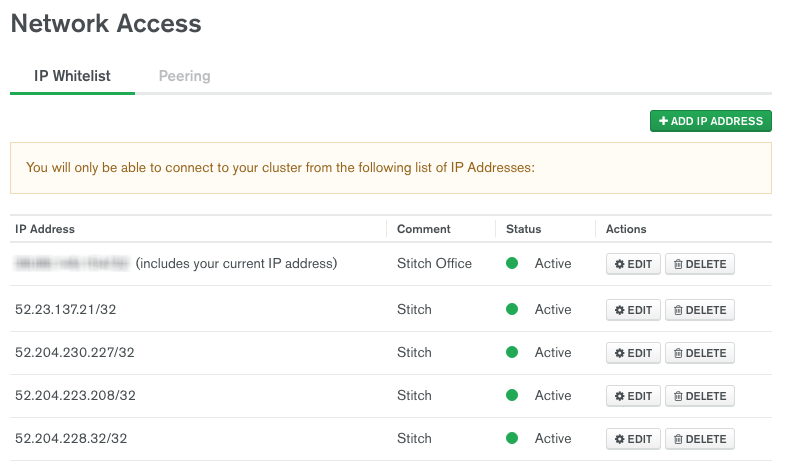 Network Access
IP Whitelist Peering
+ ADD IP ADDRESS
You will only be able to connect to your cluster from the following list of IP Addresses:
IP Address Comment Status Actions
(includes your current IP address) Stitch Office Active EDIT DELETE
52.23.137.21/32 Stitch Active EDIT DELETE
52.204.230.227/32 Stitch Active EDIT DELETE
52.204.223.208/32 Stitch Active EDIT DELETE
52.204.228.32/32 Stitch Active EDIT DELETE